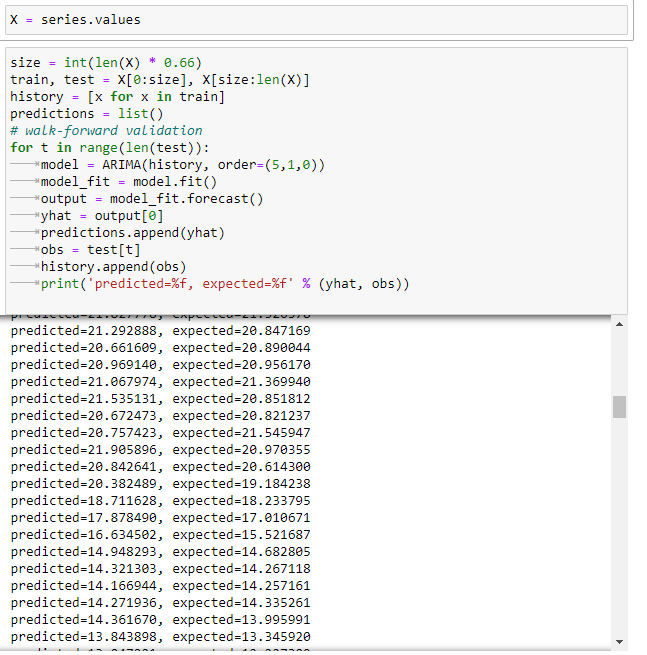 X = series.values
size = int(len(X) * 0.66)
train, test = X[0:size], X[size:len(X)]
history = [x for x in train]
predictions = list()
# walk-forward validation
for t in range(len(test)):
model = ARIMA(history, order=(5,1,0))
model_fit = model.fit()
output = model_fit.forecast()
yhat = output[0]
predictions.append(yhat)
obs = test[t]
history.append(obs)
print('predicted=%f, expected=%f' % (yhat, obs))
predicted=21.292888, expected=20.847169
predicted=20.661609, expected=20.890044
predicted=20.969140, expected=20.956170
predicted=21.067974, expected=21.369940
predicted=21.535131, expected=20.851812
predicted=20.672473, expected=20.821237
predicted=20.757423, expected=21.545947
predicted=21.905896, expected=20.970355
predicted=20.842641, expected=20.614300
predicted=20.382489, expected=19.184238
predicted=18.711628, expected=18.233795
predicted=17.878490, expected=17.010671
predicted=16.634502, expected=15.521687
predicted=14.948293, expected=14.682805
predicted=14.321303, expected=14.267118
predicted=14.166944, expected=14.257161
predicted=14.271936, expected=14.335261
predicted=14.361670, expected=13.995991
predicted=13.843898, expected=13.345920